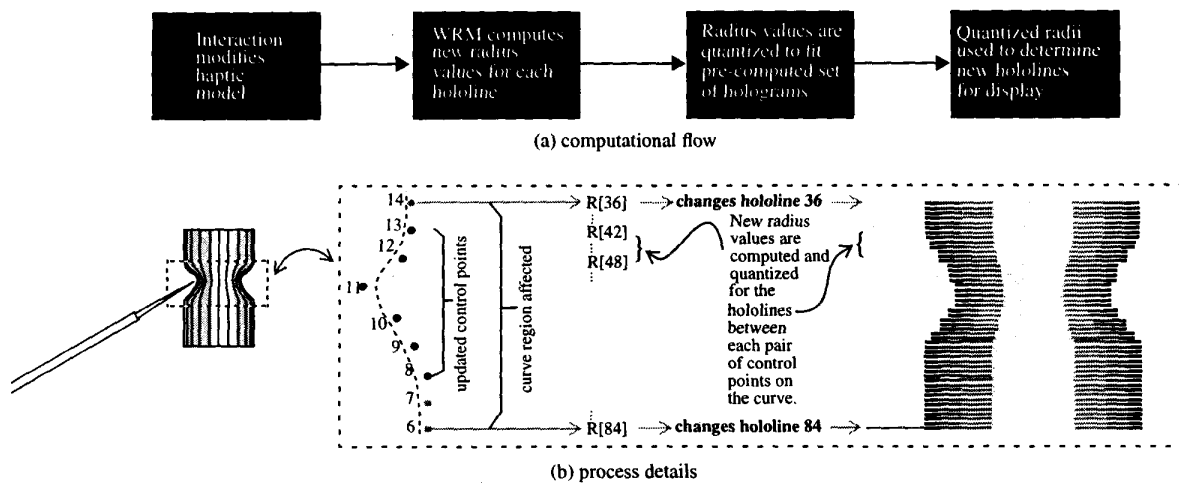 Interaction
modifies
haptic
model
WRM computes
new radius
values for each
hololine
Radius values are
quantized to fit
pre-computed set
of holograms
Quantized radii
used to determine
new hololines
for display
(a) computational flow
14
13
12
11
10
9
8
7
6
updated control points
curve region affected
R[36]
R[42]
R[48]
R[84]
changes hololine 36
New radius
values are
computed and
quantized
for the
hololines
between
each pair
of control
points on
the curve.
changes hololine 84
(b) process details